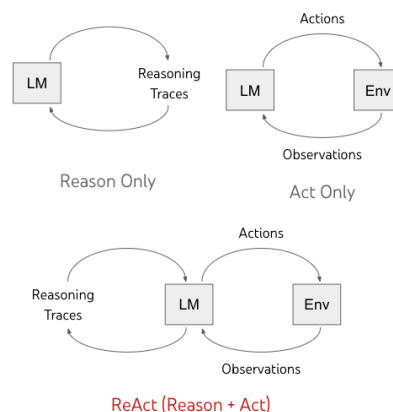 LM
Reasoning
Traces
Reason Only
Actions
LM
Env
Observations
Act Only
Actions
Reasoning
Traces
LM
Env
Observations
ReAct (Reason + Act)